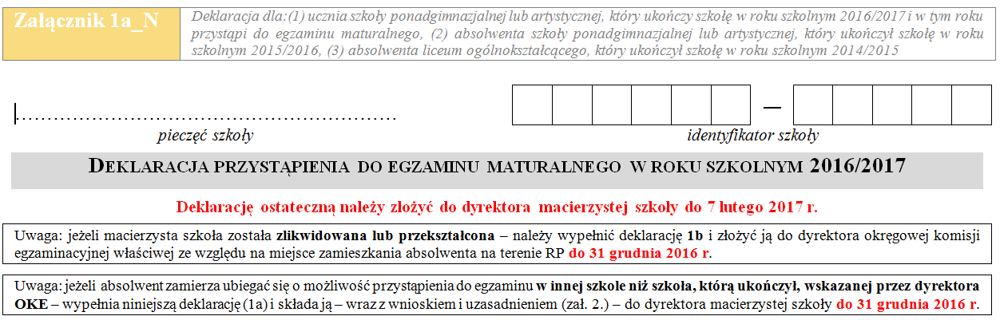 Załącznik 1a_N
Deklaracja dla:(1) ucznia szkoły ponadgimnazjalnej lub artystycznej, który ukończy szkołę w roku szkolnym 2016/2017 i w tym roku
przystąpi do egzaminu maturalnego, (2) absolwenta szkoły ponadgimnazjalnej lub artystycznej, który ukończył szkołę w roku
szkolnym 2015/2016, (3) absolwenta liceum ogólnokształcącego, który ukończył szkołę w roku szkolnym 2014/2015
……………………………………………………
–
pieczęć szkoły
identyfikator szkoły
DEKLARACJA PRZYSTĄPIENIA DO EGZAMINU MATURALNEGO W ROKU SZKOLNYM 2016/2017
Deklarację ostateczną należy złożyć do dyrektora macierzystej szkoły do 7 lutego 2017 r.
Uwaga: jeżeli macierzysta szkoła została zlikwidowana lub przekształcona – należy wypełnić deklarację 1b i złożyć ją do dyrektora okręgowej komisji
egzaminacyjnej właściwej ze względu na miejsce zamieszkania absolwenta na terenie RP do 31 grudnia 2016 r.
Uwaga: jeżeli absolwent zamierza ubiegać się o możliwość przystąpienia do egzaminu w innej szkole niż szkoła, którą ukończył, wskazanej przez dyrektora
OKE – wypełnia niniejszą deklarację (1a) i składa ją – wraz z wnioskiem i uzasadnieniem (zał. 2.) – do dyrektora macierzystej szkoły do 31 grudnia 2016 r.